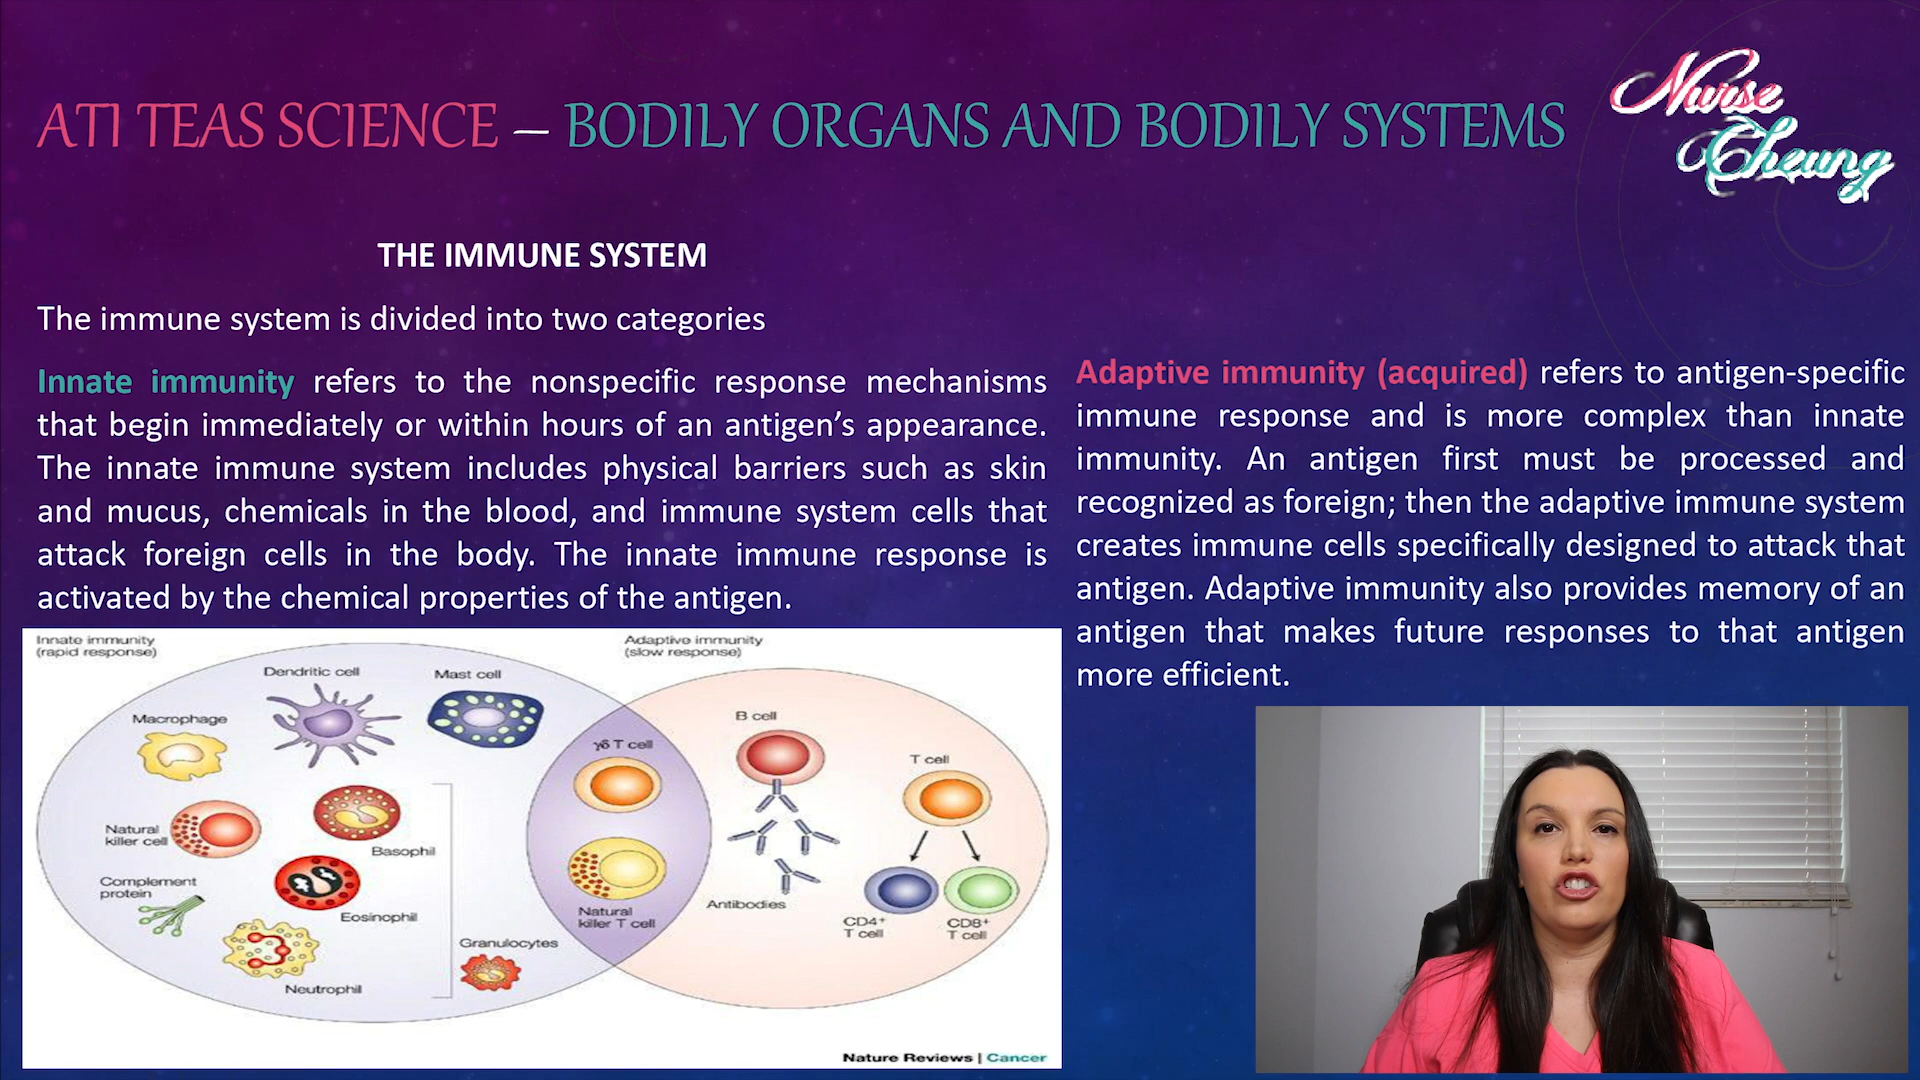 ATI TEAS SCIENCE – BODILY ORGANS AND BODILY SYSTEMS
Nurse
Cheung
THE IMMUNE SYSTEM
The immune system is divided into two categories
Innate immunity refers to the nonspecific response mechanisms
that begin immediately or within hours of an antigen’s appearance.
The innate immune system includes physical barriers such as skin
and mucus, chemicals in the blood, and immune system cells that
attack foreign cells in the body. The innate immune response is
activated by the chemical properties of the antigen.
Adaptive immunity (acquired) refers to antigen-specific
immune response and is more complex than innate
immunity. An antigen first must be processed and
recognized as foreign; then the adaptive immune system
creates immune cells specifically designed to attack that
antigen. Adaptive immunity also provides memory of an
antigen that makes future responses to that antigen
more efficient.
Innate immunity
(rapid response)
Adaptive immunity
(slow response)
Dendritic cell
Mast cell
Macrophage
B cell
γδ T cell
T cell
Natural
killer cell
Basophil
Complement
protein
Eosinophil
Natural
killer T cell
Antibodies
CD4+
T cell
CD8+
T cell
Granulocytes
Neutrophil
Nature Reviews | Cancer